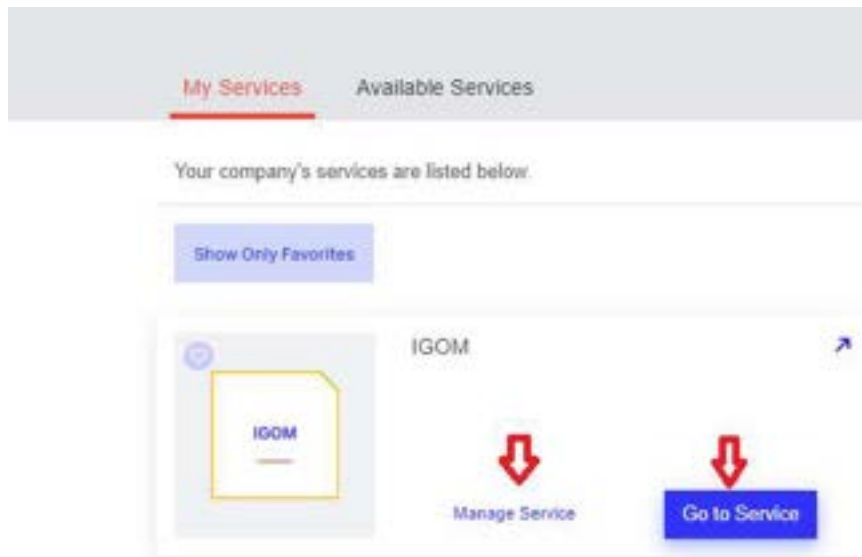 My Services Available Services
Your company's services are listed below.
Show Only Favorites
IGOM
IGOM
Manage Service Go to Service